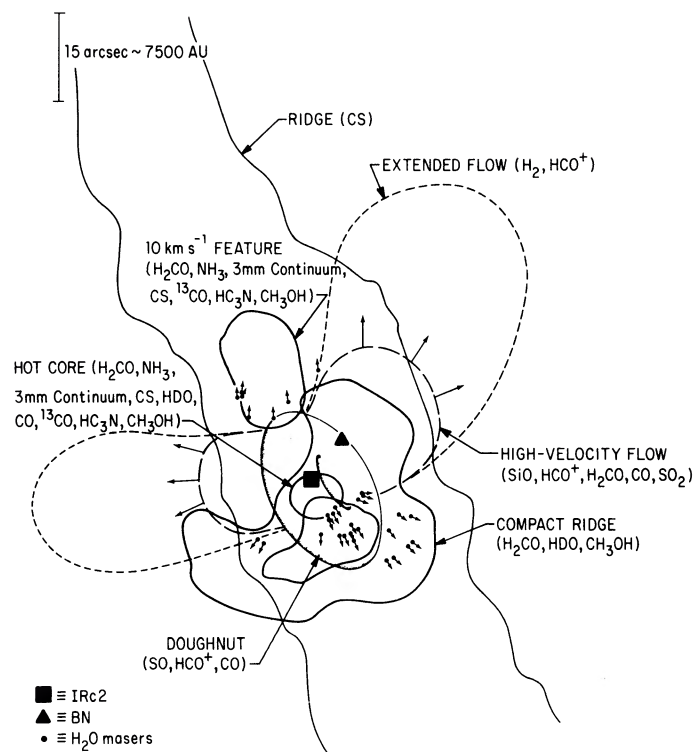 15 arcsec ~ 7500 AU
RIDGE (CS)
EXTENDED FLOW (H₂, HCO⁺)
10 km s⁻¹ FEATURE
(H₂CO, NH₃, 3mm Continuum,
CS, ¹³CO, HC₃N, CH₃OH)
HOT CORE (H₂CO, NH₃,
3mm Continuum, CS, HDO,
CO, ¹³CO, HC₃N, CH₃OH)
HIGH-VELOCITY FLOW
(SiO, HCO⁺, H₂CO, CO, SO₂)
COMPACT RIDGE
(H₂CO, HDO, CH₃OH)
DOUGHNUT
(SO, HCO⁺, CO)
■ ≡ IRc2
▲ ≡ BN
• ≡ H₂O masers